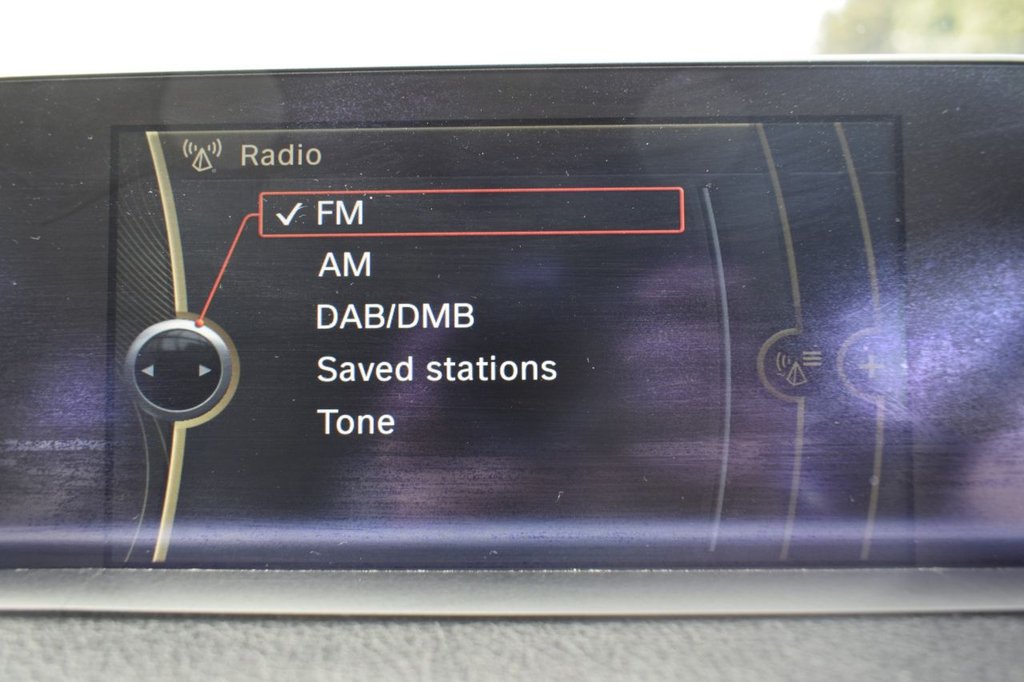 Radio
FM
AM
DAB/DMB
Saved stations
Tone